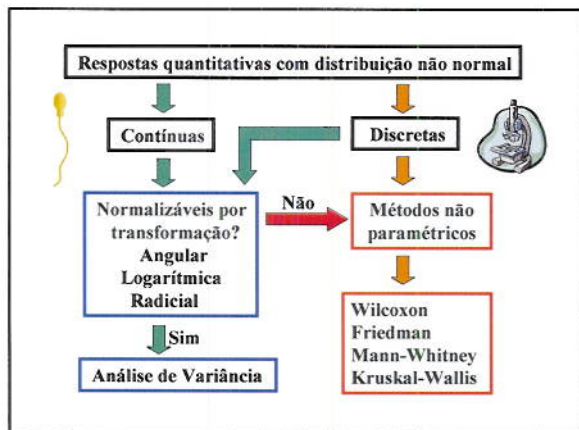 Respostas quantitativas com distribuição não normal
Contínuas
Discretas
Normalizáveis por
transformação?
Angular
Logarítmica
Radicial
Não
Métodos não
paramétricos
Sim
Análise de Variância
Wilcoxon
Friedman
Mann-Whitney
Kruskal-Wallis